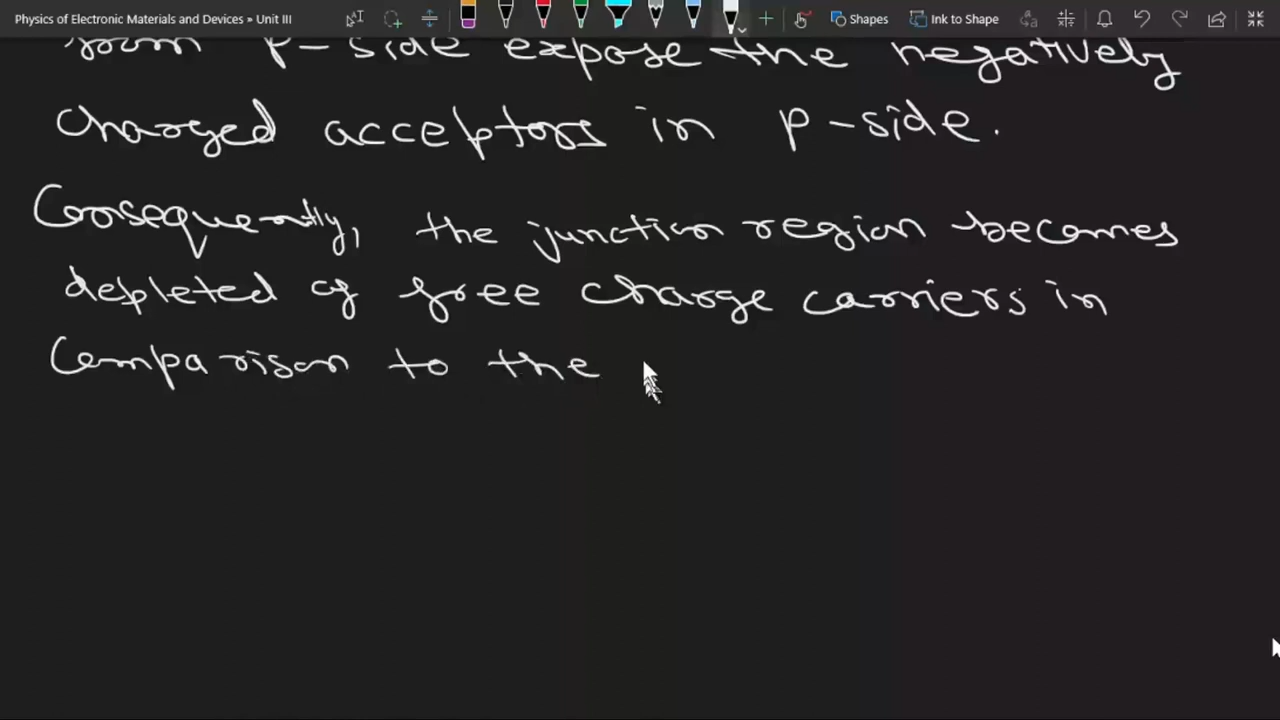 Physics of Electronic Materials and Devices » Unit III
Shapes
Ink to Shape
from p-side expose the negatively
charged acceptors in p-side.
Consequently, the junction region becomes
depleted of free charge carriers in
comparison to the